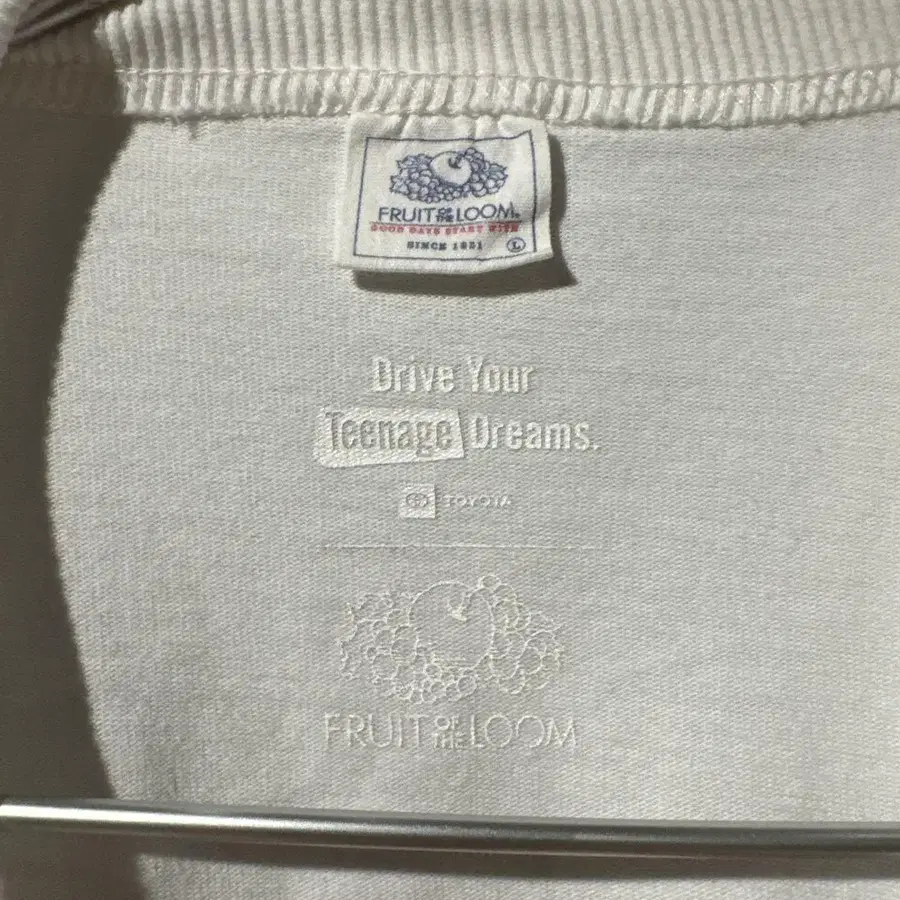 FRUIT OF THE LOOM®
GOOD DAYS START WITH
SINCE 1851 L
Drive Your
Teenage Dreams.
TOYOTA
FRUIT OF THE LOOM